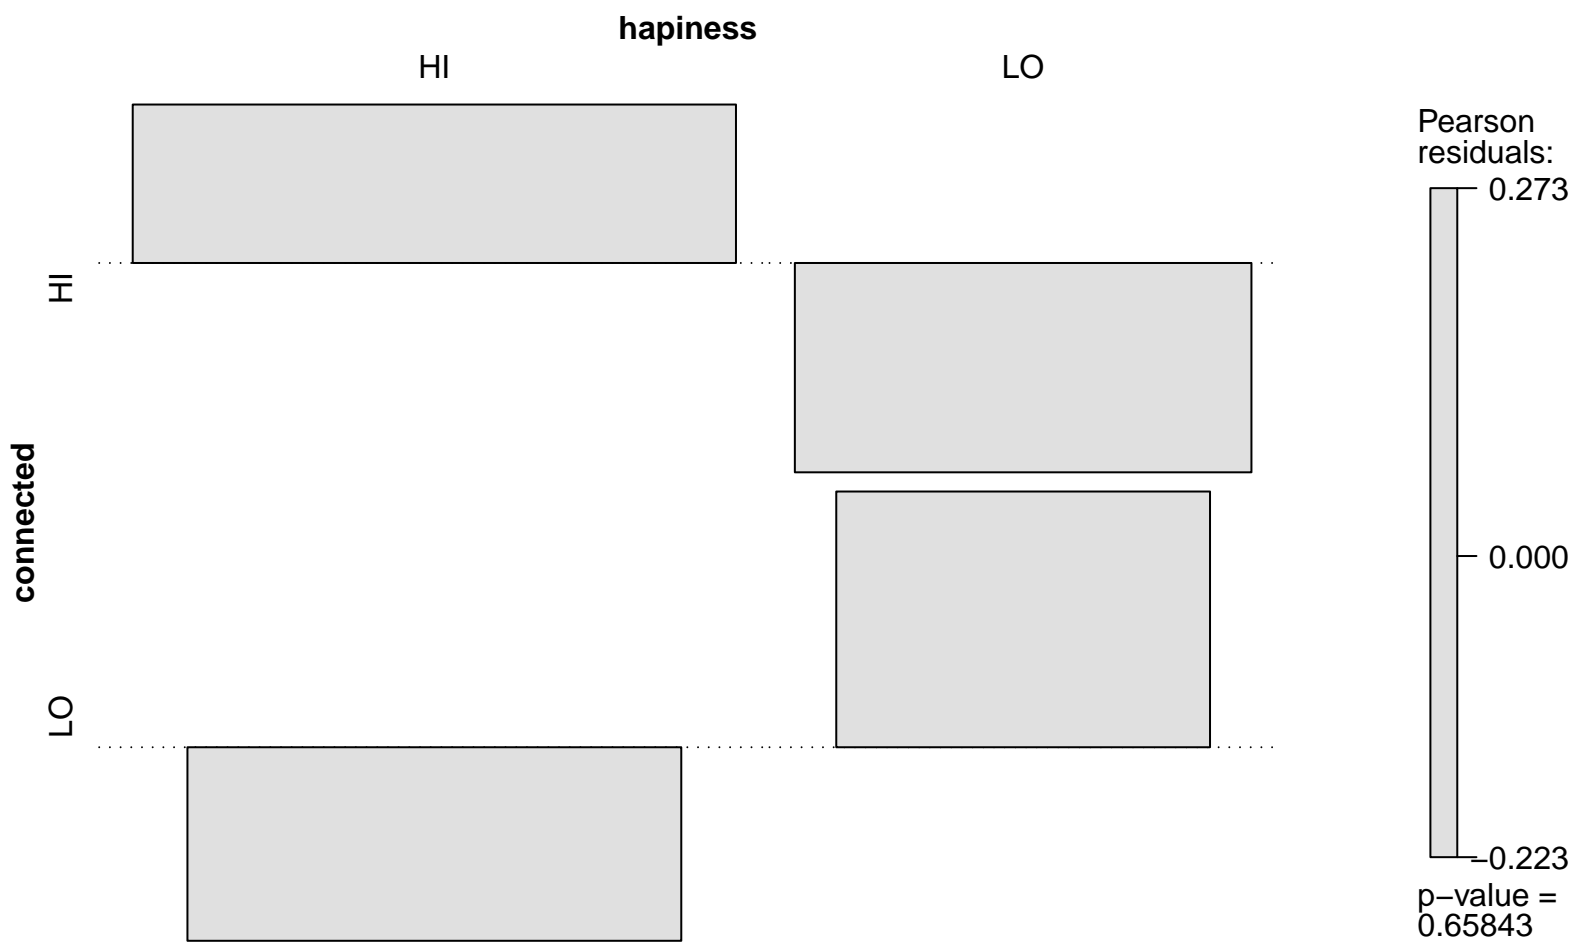 hapiness
HI
LO
HI
connected
LO
Pearson
residuals:
0.273
0.000
−0.223
p−value =
0.65843